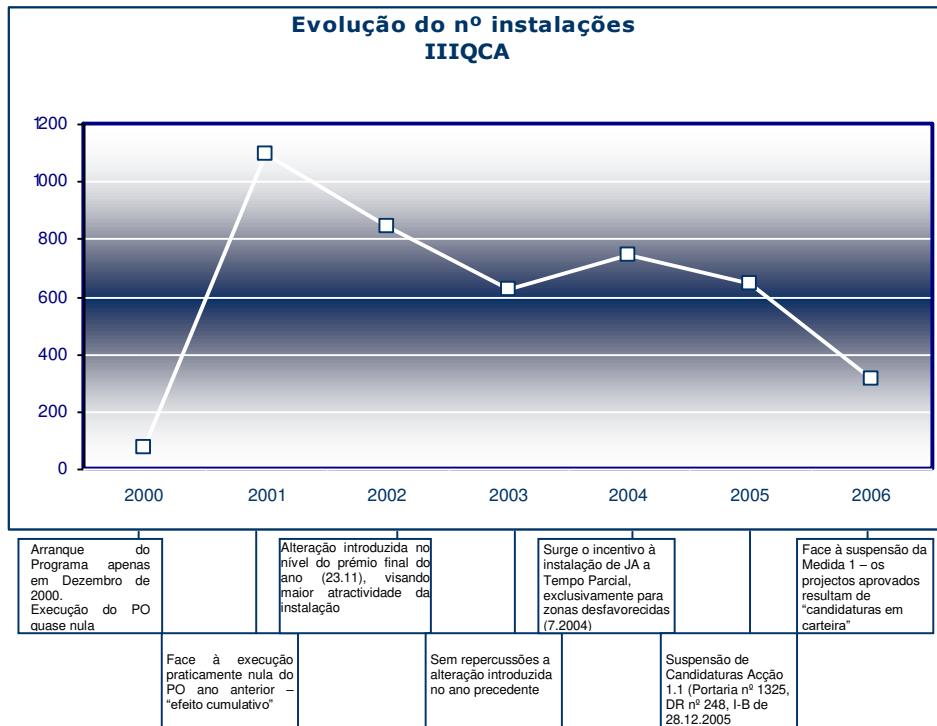 Evolução do nº instalações
IIIQCA
1200
1000
800
600
400
200
0
2000 2001 2002 2003 2004 2005 2006
Arranque do
Programa apenas
em Dezembro de
2000.
Execução do PO
quase nula
Face à execução
praticamente nula do
PO ano anterior –
“efeito cumulativo”
Alteração introduzida no
nível do prémio final do
ano (23.11), visando
maior atractividade da
instalação
Sem repercussões a
alteração introduzida
no ano precedente
Surge o incentivo à
instalação de JA a
Tempo Parcial,
exclusivamente para
zonas desfavorecidas
(7.2004)
Suspensão de
Candidaturas Acção
1.1 (Portaria nº 1325,
DR nº 248, I-B de
28.12.2005
Face à suspensão da
Medida 1 – os
projectos aprovados
resultam de
“candidaturas em
carteira”